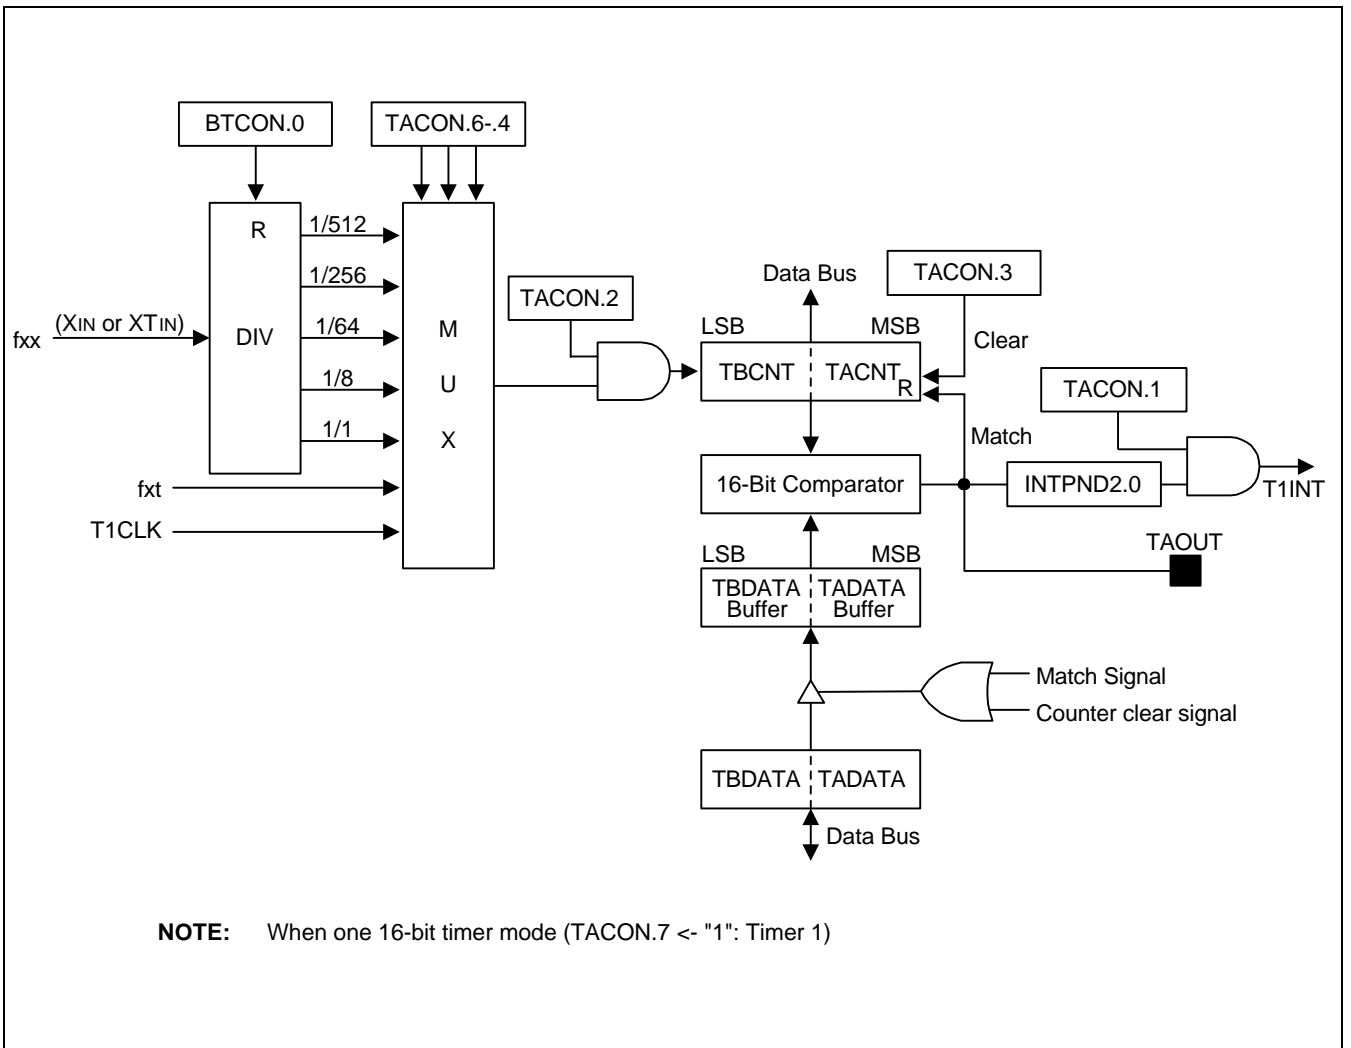 BTCON.0
TACON.6-.4
R
1/512
1/256
(XIN or XTIN)
fxx
DIV
1/64
1/8
1/1
M
U
X
fxt
T1CLK
TACON.2
Data Bus
TACON.3
LSB
MSB
Clear
TBCNT
TACNT
R
Match
TACON.1
16-Bit Comparator
INTPND2.0
T1INT
TAOUT
LSB
MSB
TBDATA
Buffer
TADATA
Buffer
Match Signal
Counter clear signal
TBDATA
TADATA
Data Bus
NOTE: When one 16-bit timer mode (TACON.7 <- "1": Timer 1)